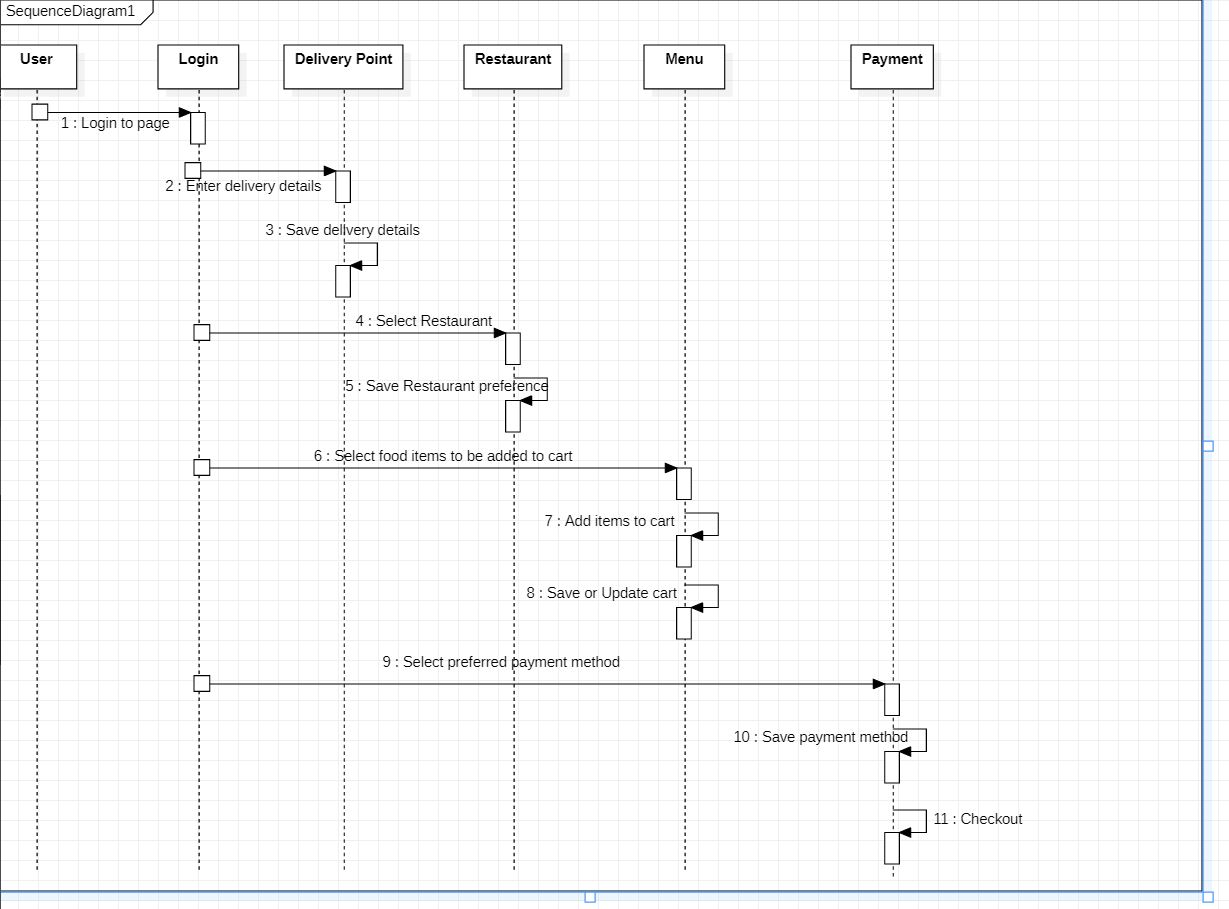 SequenceDiagram1
User
Login
Delivery Point
Restaurant
Menu
Payment
1 : Login to page
2 : Enter delivery details
3 : Save delivery details
4 : Select Restaurant
5 : Save Restaurant preference
6 : Select food items to be added to cart
7 : Add items to cart
8 : Save or Update cart
9 : Select preferred payment method
10 : Save payment method
11 : Checkout